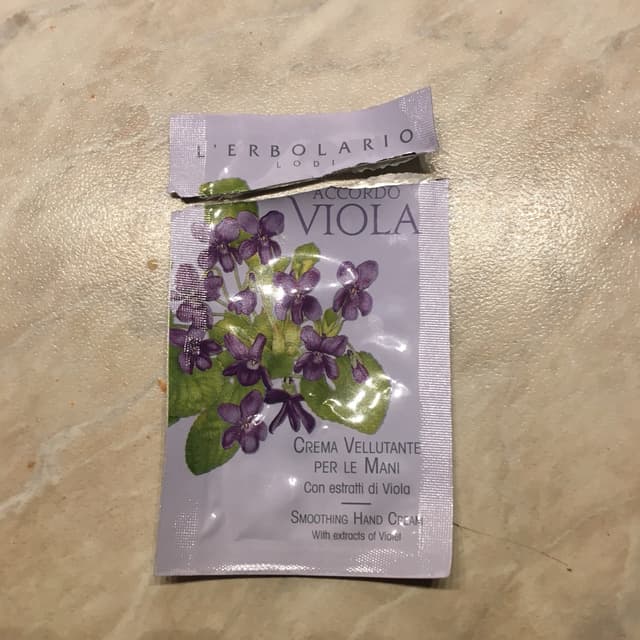 L'ERBOLARIO
LODI
ACCORDO
VIOLA
CREMA VELLUTANTE
PER LE MANI
Con estratti di Viola
SMOOTHING HAND CREAM
With extracts of Violet